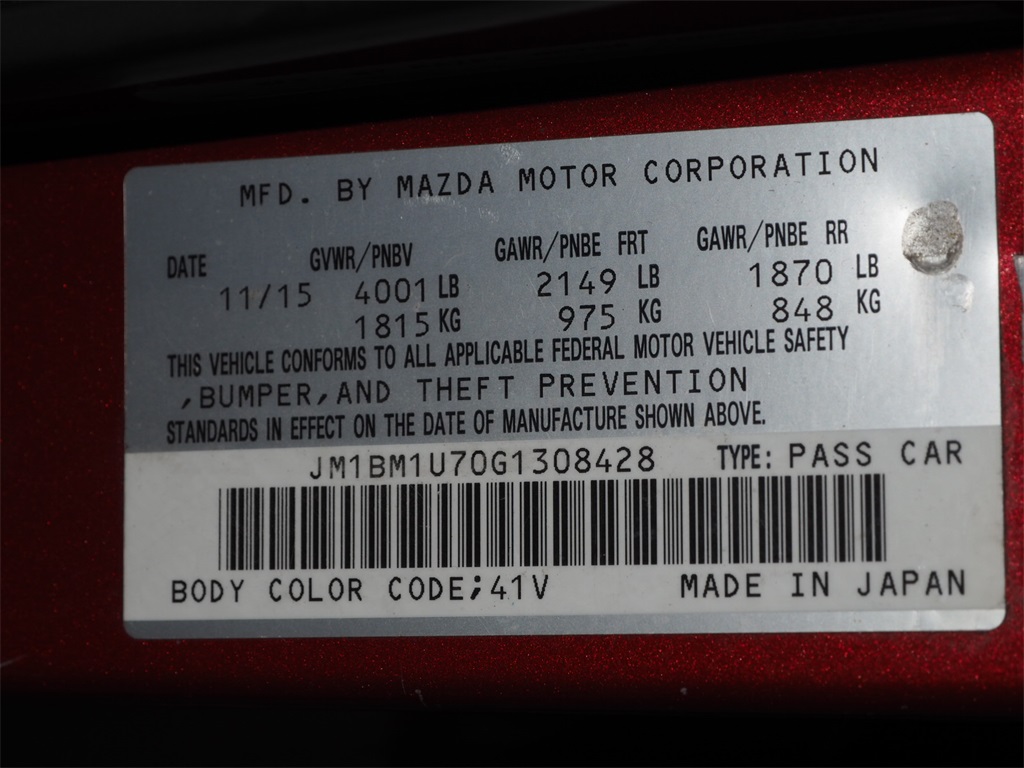 MFD. BY MAZDA MOTOR CORPORATION
DATE GVWR/PNBV GAWR/PNBE FRT GAWR/PNBE RR
11/15 4001 LB 2149 LB 1870 LB
1815 KG 975 KG 848 KG
THIS VEHICLE CONFORMS TO ALL APPLICABLE FEDERAL MOTOR VEHICLE SAFETY
,BUMPER,AND THEFT PREVENTION
STANDARDS IN EFFECT ON THE DATE OF MANUFACTURE SHOWN ABOVE.
JM1BM1U70G1308428 TYPE: PASS CAR
BODY COLOR CODE;41V MADE IN JAPAN